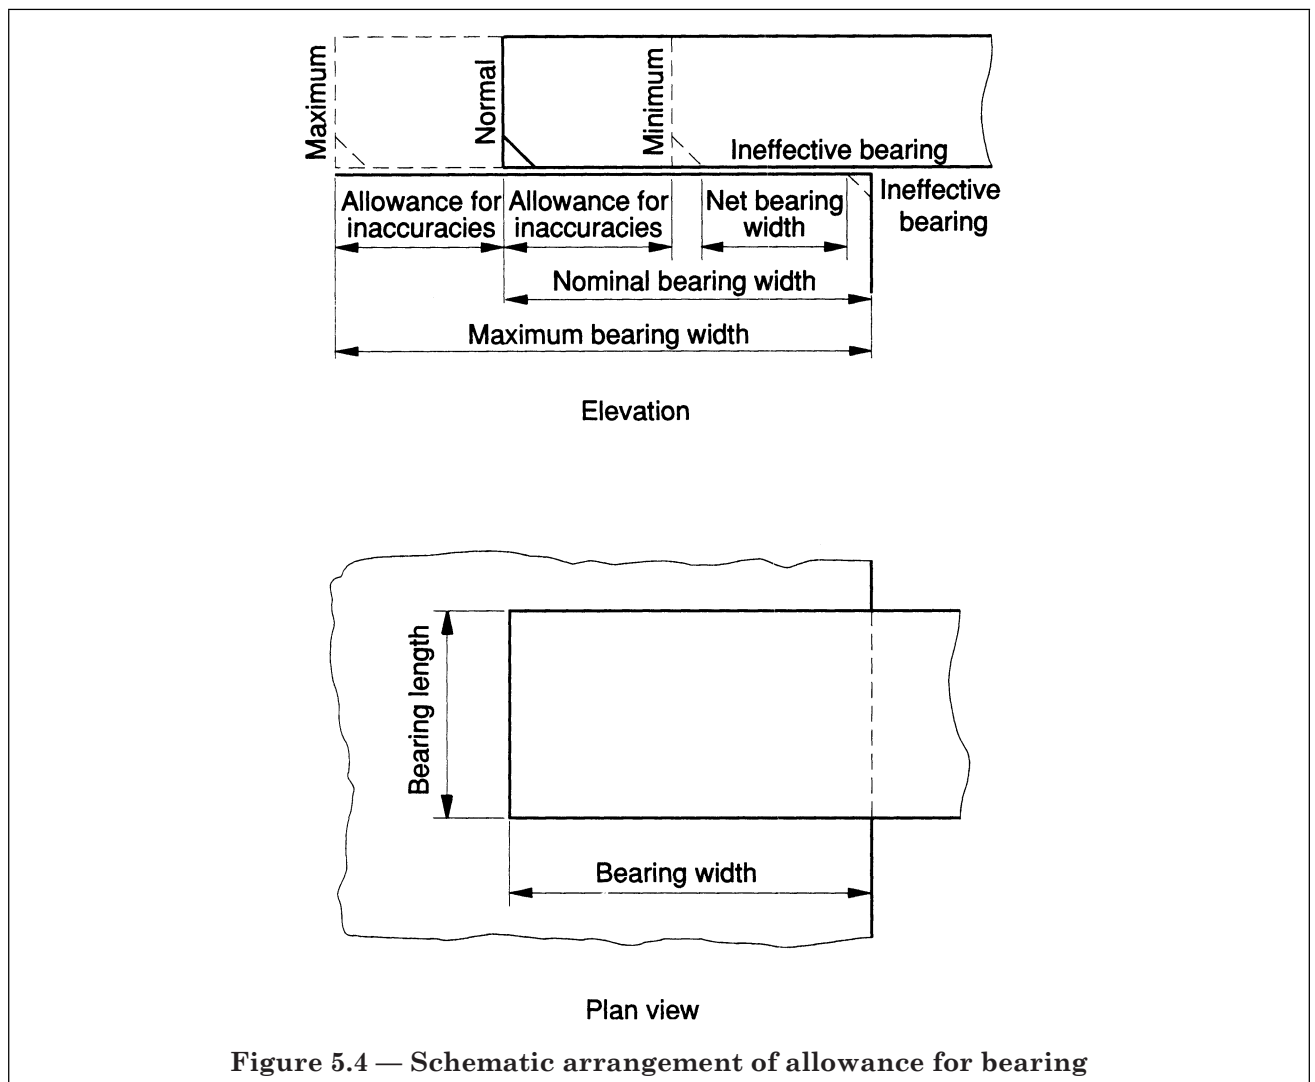 Maximum
Normal
Minimum
Ineffective bearing
Ineffective
bearing
Allowance for
inaccuracies
Allowance for
inaccuracies
Net bearing
width
Nominal bearing width
Maximum bearing width
Elevation
Bearing length
Bearing width
Plan view
Figure 5.4 — Schematic arrangement of allowance for bearing